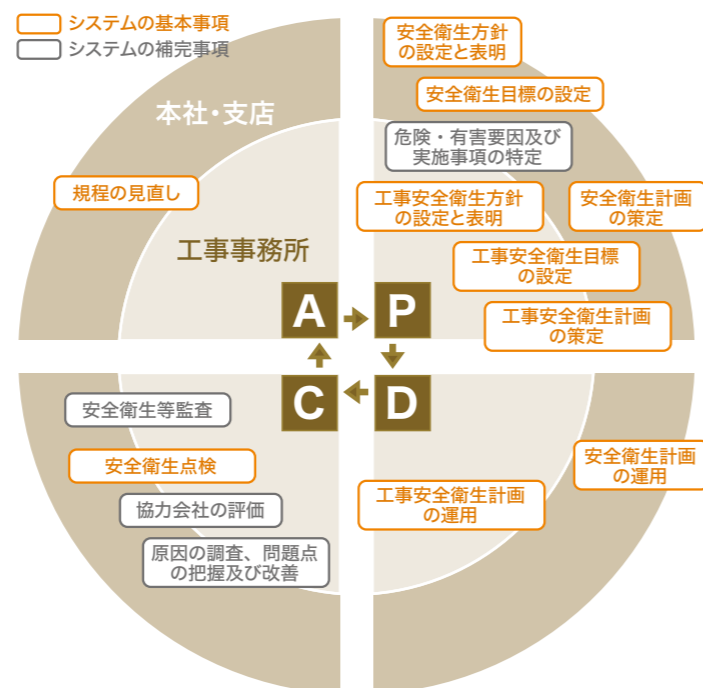 システムの基本事項
システムの補完事項
安全衛生方針
の設定と表明
安全衛生目標の設定
本社・支店
危険・有害要因及び
実施事項の特定
規程の見直し
工事安全衛生方針
の設定と表明
安全衛生計画
の策定
工事事務所
工事安全衛生目標
の設定
A
P
工事安全衛生計画
の策定
C
D
安全衛生等監査
安全衛生点検
安全衛生計画
の運用
協力会社の評価
工事安全衛生計画
の運用
原因の調査、問題点
の把握及び改善